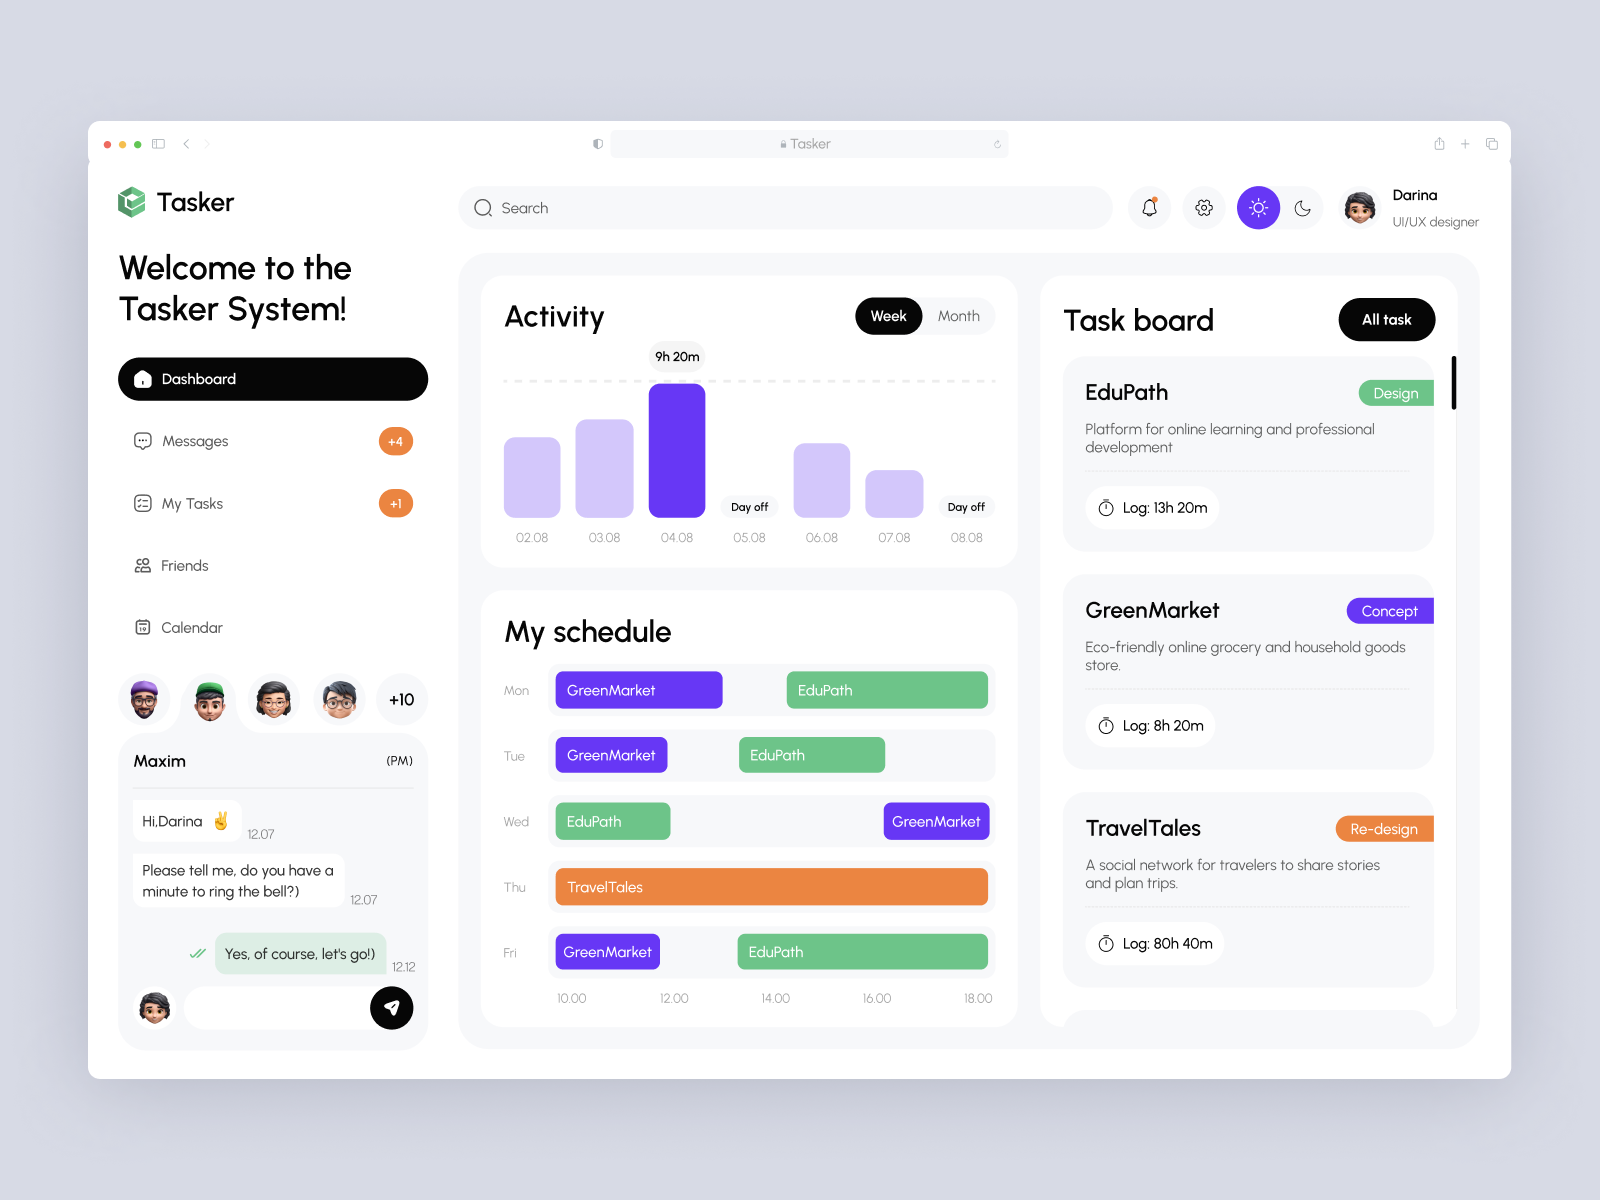 Tasker
Tasker
Welcome to the
Tasker System!
Dashboard
Messages
+4
My Tasks
+1
Friends
Calendar
+10
Maxim
(PM)
Hi,Darina ✌️
12.07
Please tell me, do you have a
minute to ring the bell?)
12.07
Yes, of course, let's go!)
12.12
Search
Darina
UI/UX designer
Activity
Week
Month
9h 20m
Day off
Day off
02.08
03.08
04.08
05.08
06.08
07.08
08.08
My schedule
Mon
GreenMarket
EduPath
Tue
GreenMarket
EduPath
Wed
EduPath
GreenMarket
Thu
TravelTales
Fri
GreenMarket
EduPath
10.00
12.00
14.00
16.00
18.00
Task board
All task
EduPath
Design
Platform for online learning and professional
development
Log: 13h 20m
GreenMarket
Concept
Eco-friendly online grocery and household goods
store.
Log: 8h 20m
TravelTales
Re-design
A social network for travelers to share stories
and plan trips.
Log: 80h 40m